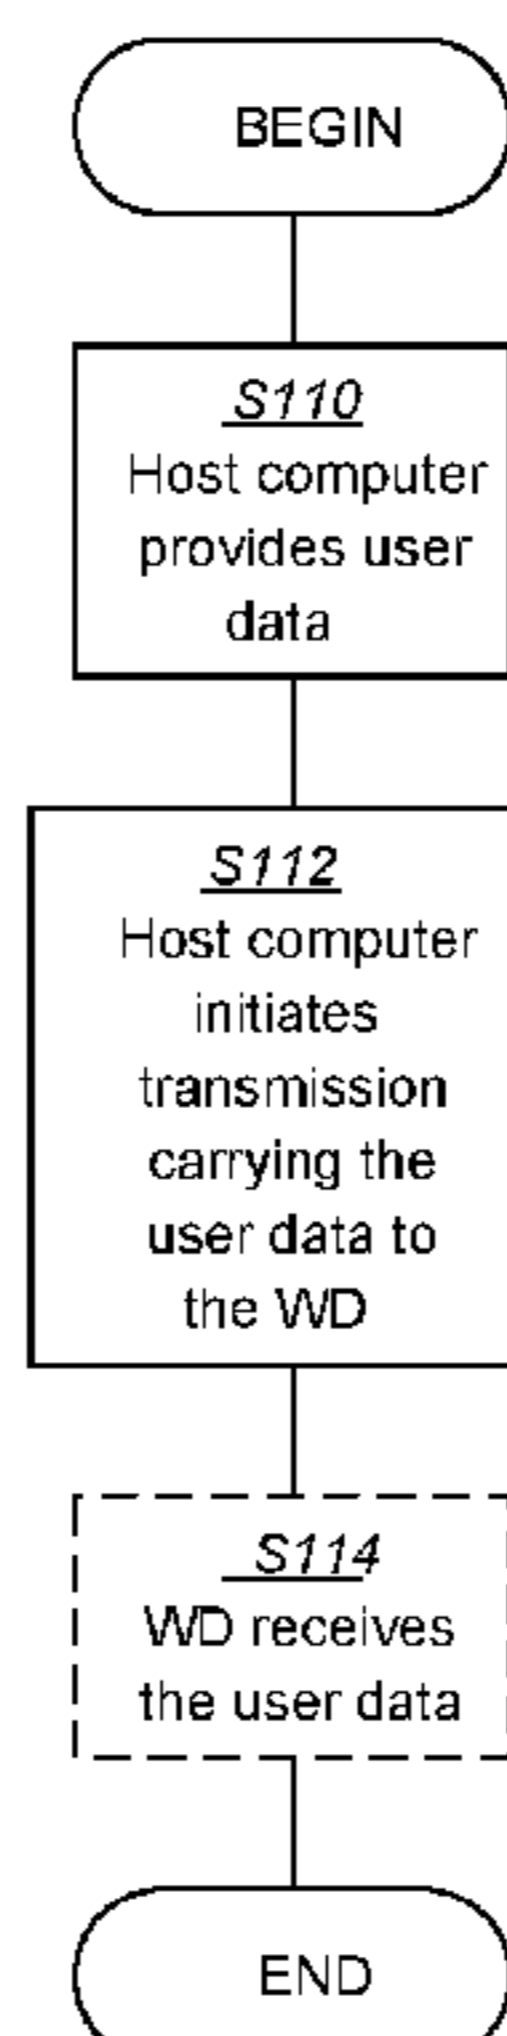 BEGIN
S110
Host computer
provides user
data
S112
Host computer
initiates
transmission
carrying the
user data to
the WD
S114
WD receives
the user data
END